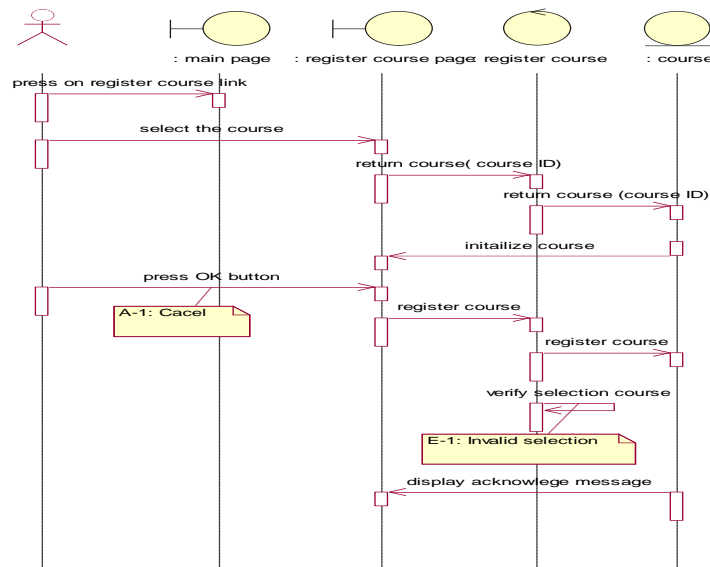 : main page
: register course page
: register course
: course
press on register course link
select the course
return course( course ID)
return course (course ID)
initailize course
press OK button
A-1: Cacel
register course
register course
verify selection course
E-1: Invalid selection
display acknowlege message